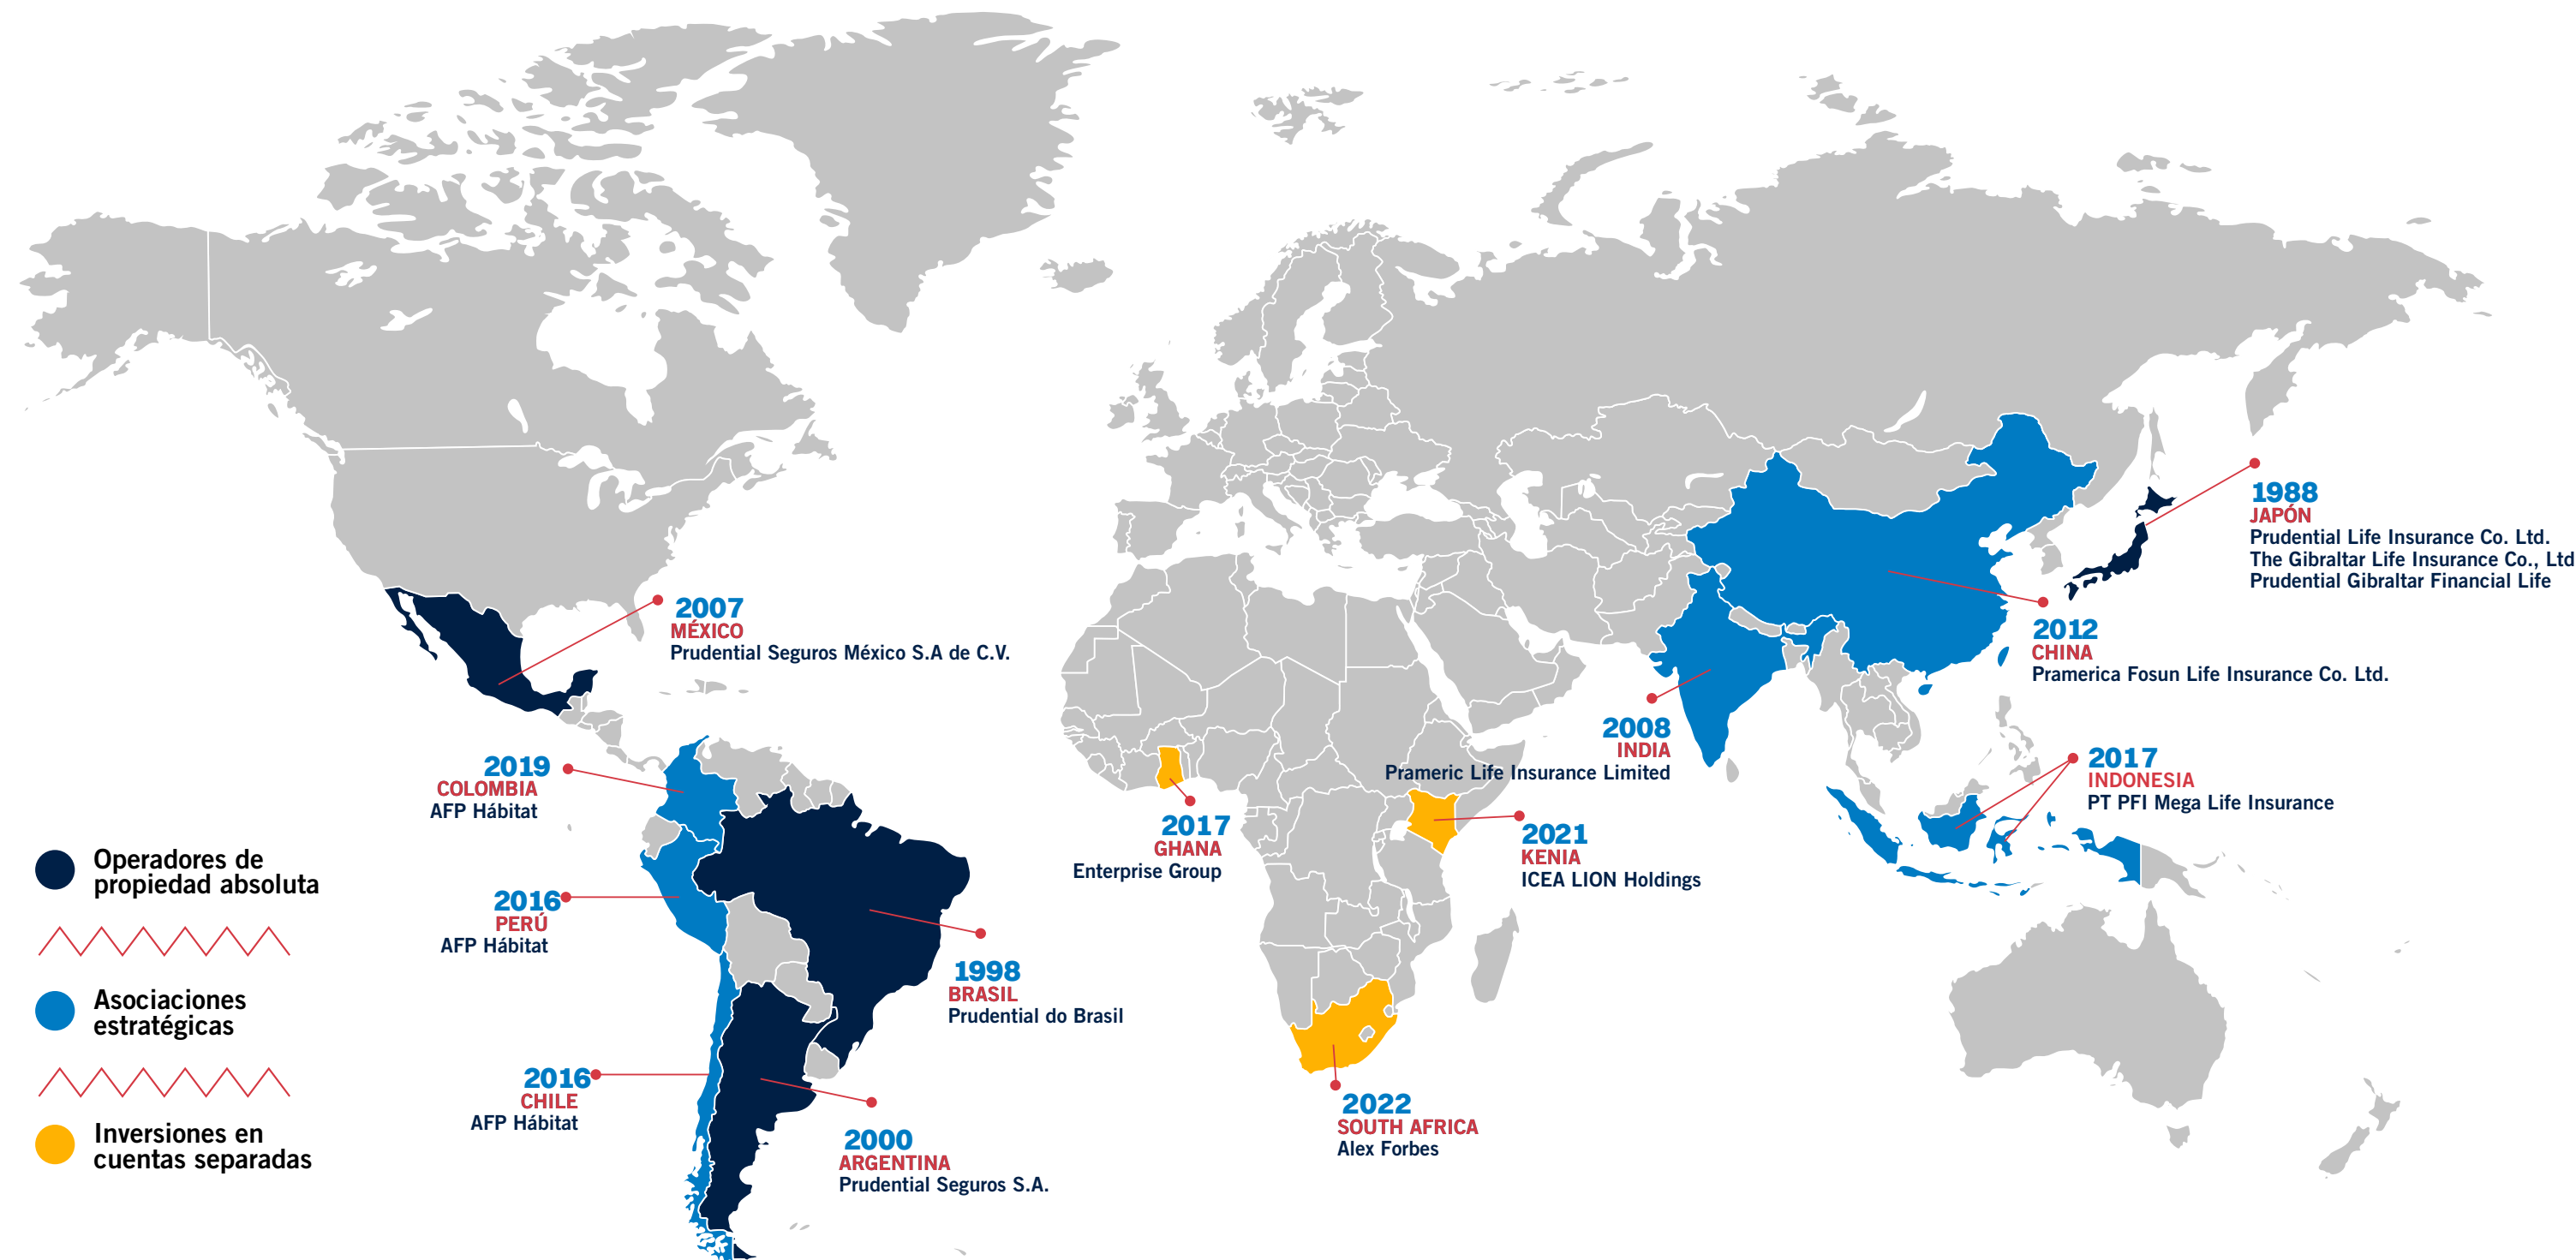 1988
JAPÓN
Prudential Life Insurance Co. Ltd.
The Gibraltar Life Insurance Co., Ltd
Prudential Gibraltar Financial Life
2007
MÉXICO
Prudential Seguros México S.A de C.V.
2012
CHINA
Pramerica Fosun Life Insurance Co. Ltd.
2008
INDIA
Prameric Life Insurance Limited
2019
COLOMBIA
AFP Hábitat
2017
INDONESIA
PT PFI Mega Life Insurance
2017
GHANA
Enterprise Group
2021
KENIA
ICEA LION Holdings
2016
PERÚ
AFP Hábitat
1998
BRASIL
Prudential do Brasil
2016
CHILE
AFP Hábitat
2000
ARGENTINA
Prudential Seguros S.A.
2022
SOUTH AFRICA
Alex Forbes
Operadores de
propiedad absoluta
Asociaciones
estratégicas
Inversiones en
cuentas separadas